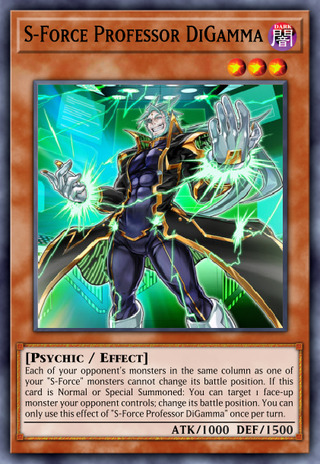 S-Force Professor DiGamma
DARK
闇
[Psychic / Effect]
Each of your opponent's monsters in the same column as one of
your "S-Force" monsters cannot change its battle position. If this
card is Normal or Special Summoned: You can target 1 face-up
monster your opponent controls; change its battle position. You can
only use this effect of "S-Force Professor DiGamma" once per turn.
ATK/1000 DEF/1500